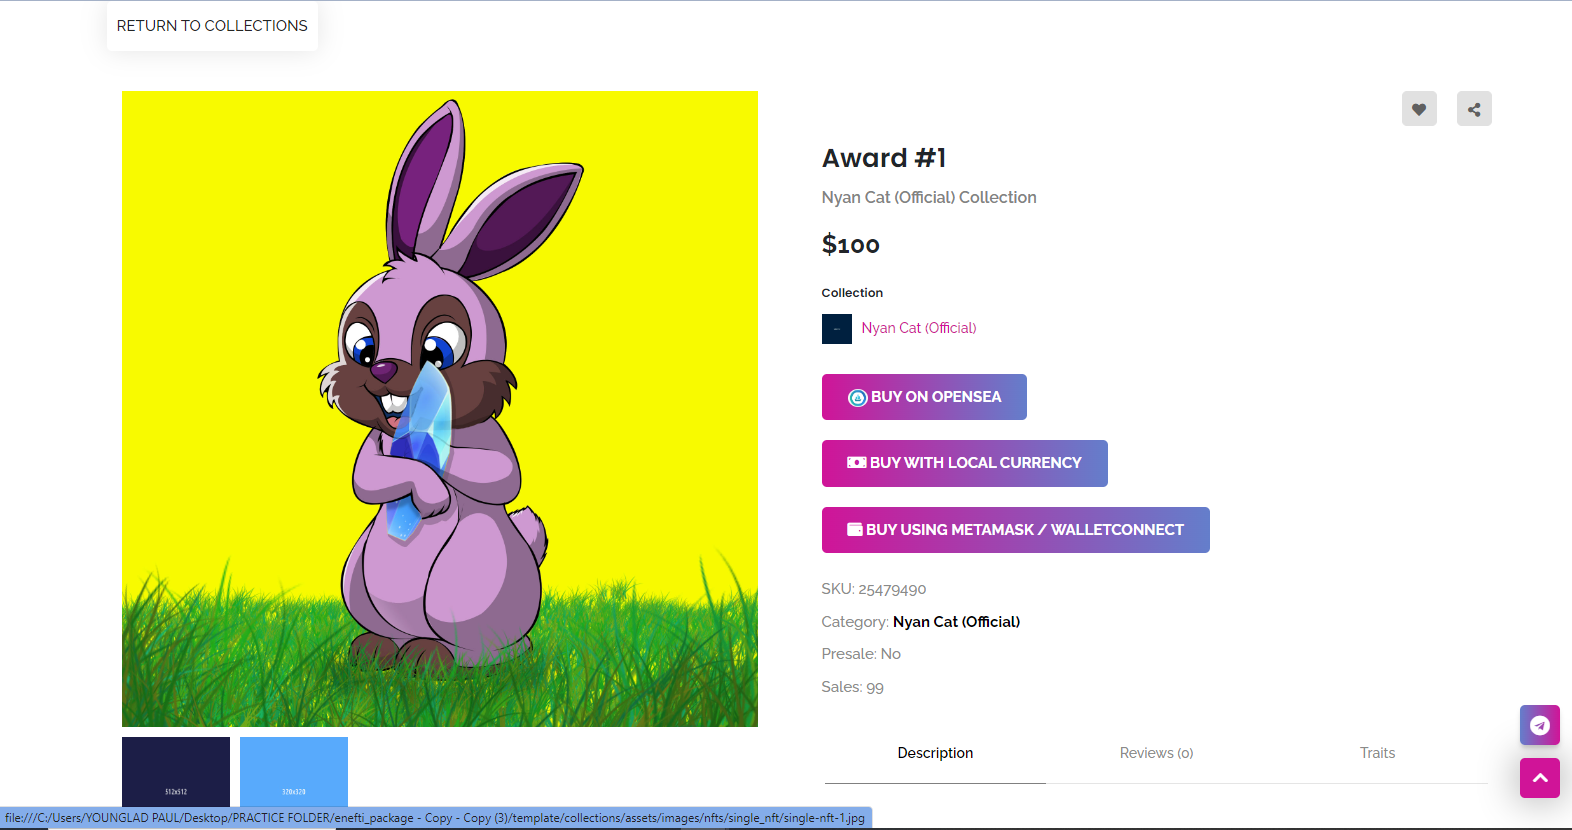 RETURN TO COLLECTIONS
Award #1
Nyan Cat (Official) Collection
$100
Collection
Nyan Cat (Official)
BUY ON OPENSEA
BUY WITH LOCAL CURRENCY
BUY USING METAMASK / WALLETCONNECT
SKU: 25479490
Category: Nyan Cat (Official)
Presale: No
Sales: 99
Description Reviews (0) Traits
512x512 320x320
file:///C:/Users/YOUNGLAD PAUL/Desktop/PRACTICE FOLDER/enefti_package - Copy - Copy (3)/template/collections/assets/images/nfts/single_nft/single-nft-1.jpg